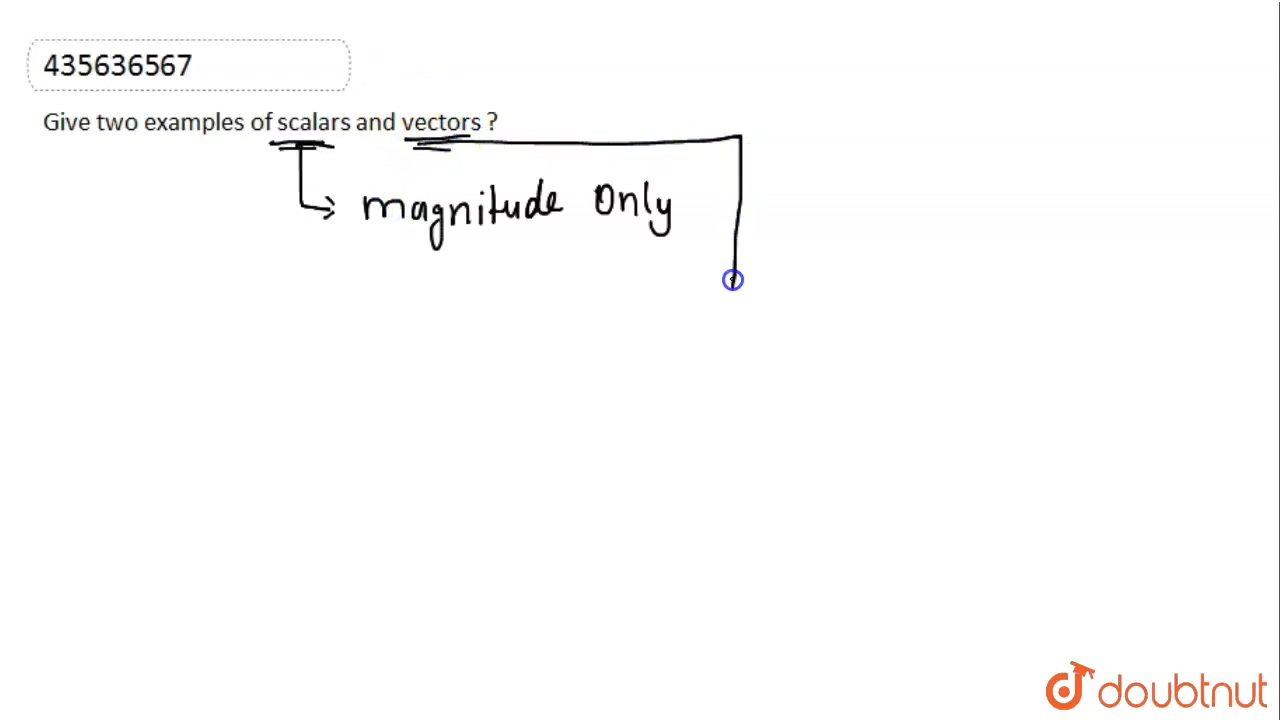 435636567
Give two examples of scalars and vectors ?
magnitude only
doubtnut